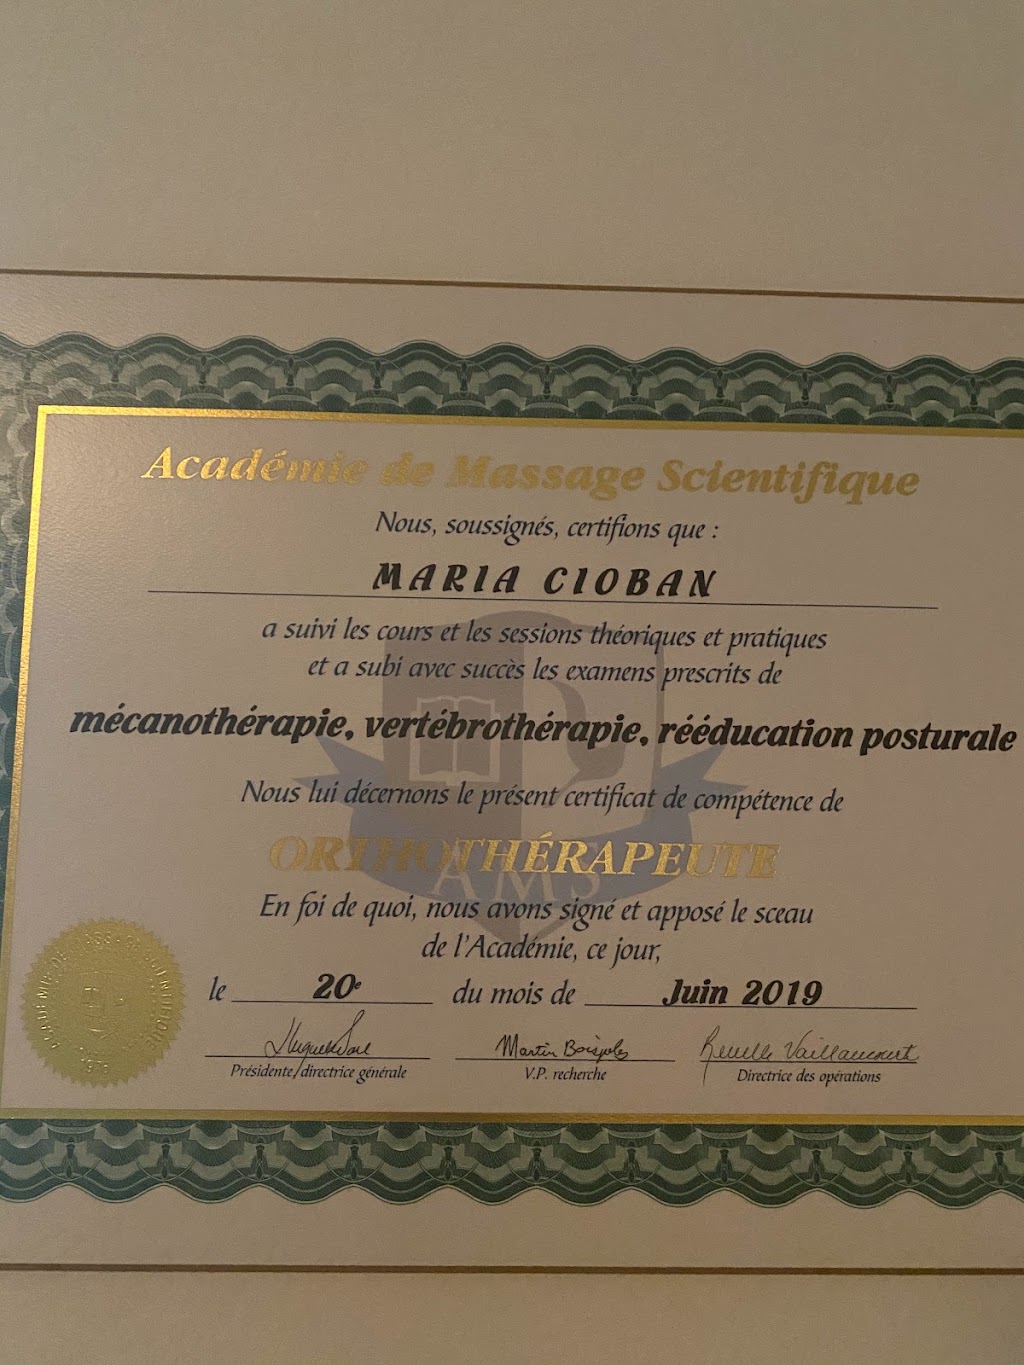 Académie de Massage Scientifique
Nous, soussignés, certifions que :
MARIA CIOBAN
a suivi les cours et les sessions théoriques et pratiques
et a subi avec succès les examens prescrits de
mécanothérapie, vertébrothérapie, rééducation posturale
Nous lui décernons le présent certificat de compétence de
ORTHOTHÉRAPEUTE
AMS
En foi de quoi, nous avons signé et apposé le sceau
de l'Académie, ce jour,
le 20e du mois de Juin 2019
Martin Vaillancourt
Présidente/directrice générale V.P. recherche Directrice des opérations